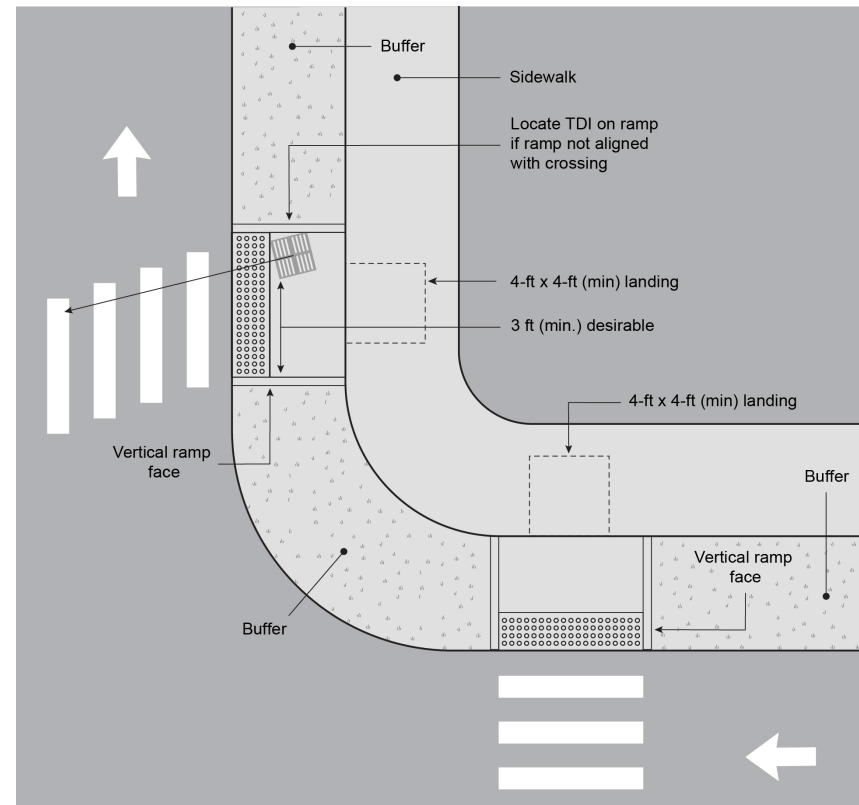 Buffer
Sidewalk
Locate TDI on ramp
if ramp not aligned
with crossing
4-ft x 4-ft (min) landing
3 ft (min.) desirable
4-ft x 4-ft (min) landing
Vertical ramp
face
Buffer
Vertical ramp
face
Buffer